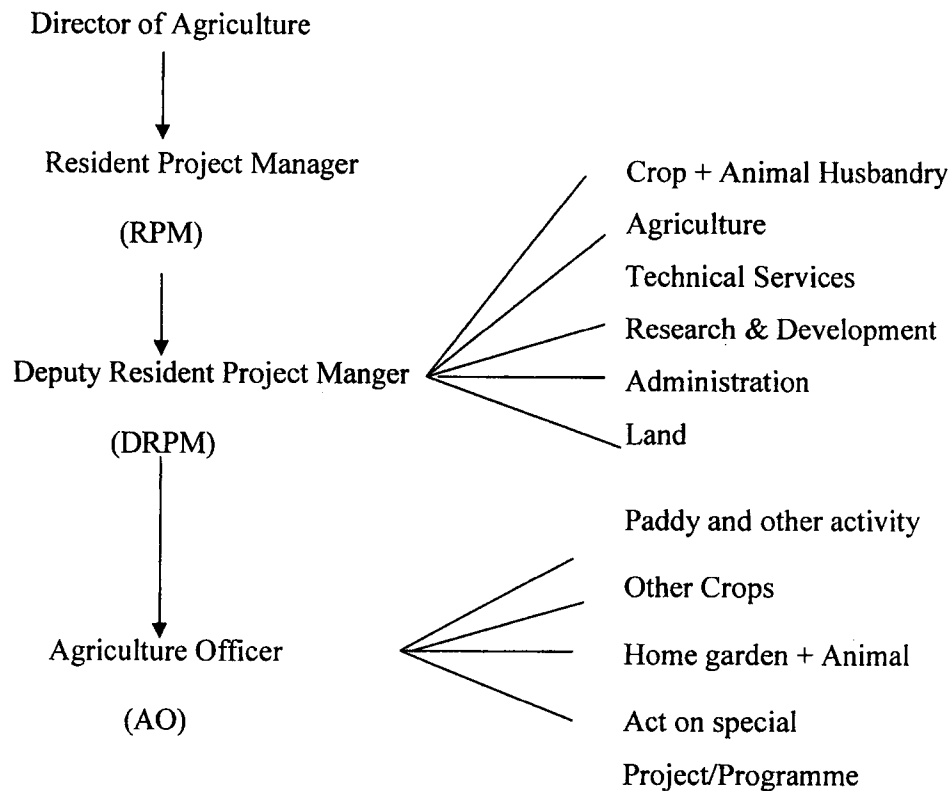 Director of Agriculture
Resident Project Manager
(RPM)
Deputy Resident Project Manger
(DRPM)
Crop + Animal Husbandry
Agriculture
Technical Services
Research & Development
Administration
Land
Agriculture Officer
(AO)
Paddy and other activity
Other Crops
Home garden + Animal
Act on special
Project/Programme